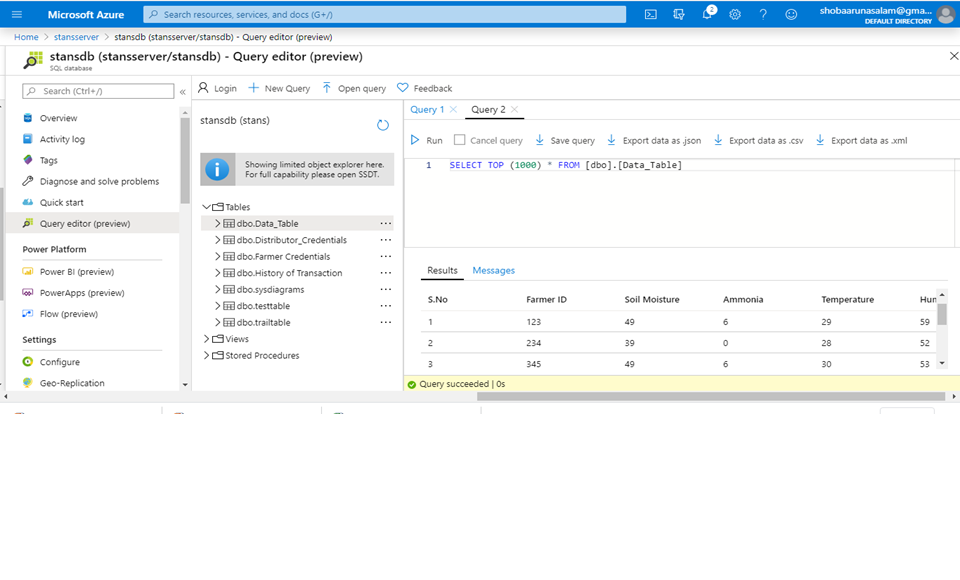 Microsoft Azure
Search resources, services, and docs (G+/)
2
shobaarunasalam@gma...
DEFAULT DIRECTORY
Home > stansserver > stansdb (stansserver/stansdb) - Query editor (preview)
stansdb (stansserver/stansdb) - Query editor (preview)
SQL database
Search (Ctrl+/)
Overview
Activity log
Tags
Diagnose and solve problems
Quick start
Query editor (preview)
Power Platform
Power BI (preview)
PowerApps (preview)
Flow (preview)
Settings
Configure
Geo-Replication
Login
New Query
Open query
Feedback
stansdb (stans)
Showing limited object explorer here.
For full capability please open SSDT.
Tables
dbo.Data_Table
dbo.Distributor_Credentials
dbo.Farmer Credentials
dbo.History of Transaction
dbo.sysdiagrams
dbo.testtable
dbo.trailtable
Views
Stored Procedures
Query 1 Query 2
Run Cancel query Save query Export data as .json Export data as .csv Export data as .xml
1 SELECT TOP (1000) * FROM [dbo].[Data_Table]
Results Messages
S.No Farmer ID Soil Moisture Ammonia Temperature Hun
1 123 49 6 29 59
2 234 39 0 28 52
3 345 49 6 30 53
Query succeeded | 0s